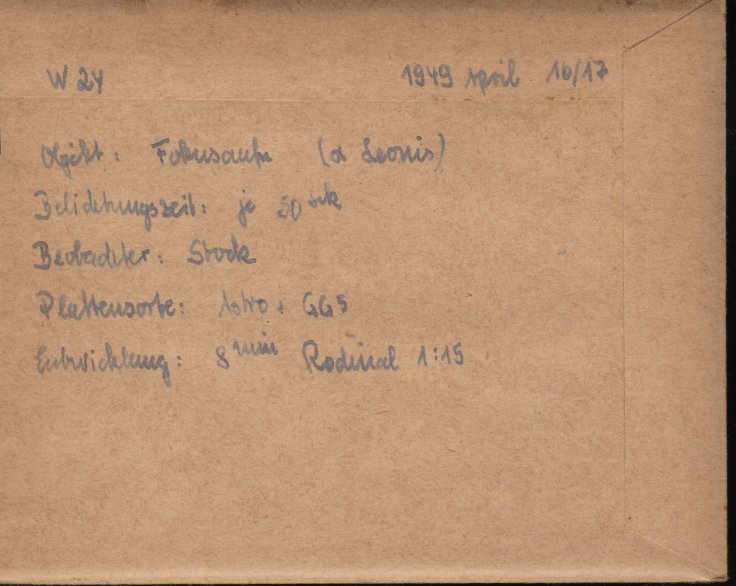 W 24 1949 April 16/17
Objekt: Fokusaufn (α Leonis)
Belichtungszeit: je 50 sek
Beobachter: Stock
Plattensorte: Astro + GG5
Entwicklung: 8 min Rodinal 1:15